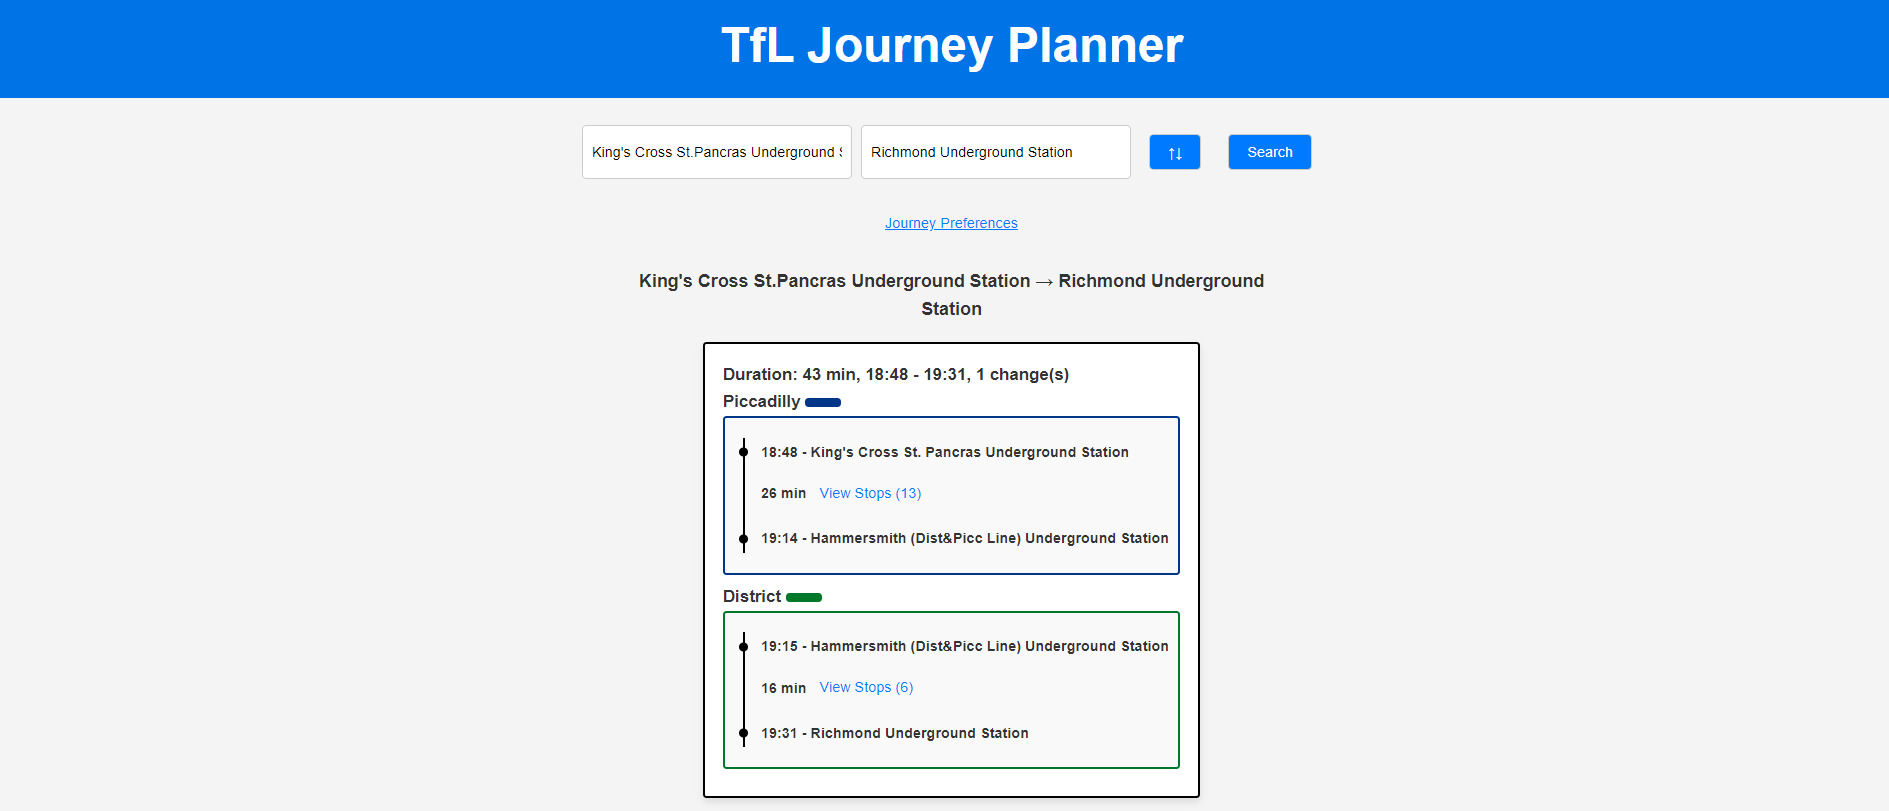 TfL Journey Planner
King's Cross St.Pancras Underground S
Richmond Underground Station
↑↓
Search
Journey Preferences
King's Cross St.Pancras Underground Station → Richmond Underground
Station
Duration: 43 min, 18:48 - 19:31, 1 change(s)
Piccadilly
18:48 - King's Cross St. Pancras Underground Station
26 min View Stops (13)
19:14 - Hammersmith (Dist&Picc Line) Underground Station
District
19:15 - Hammersmith (Dist&Picc Line) Underground Station
16 min View Stops (6)
19:31 - Richmond Underground Station